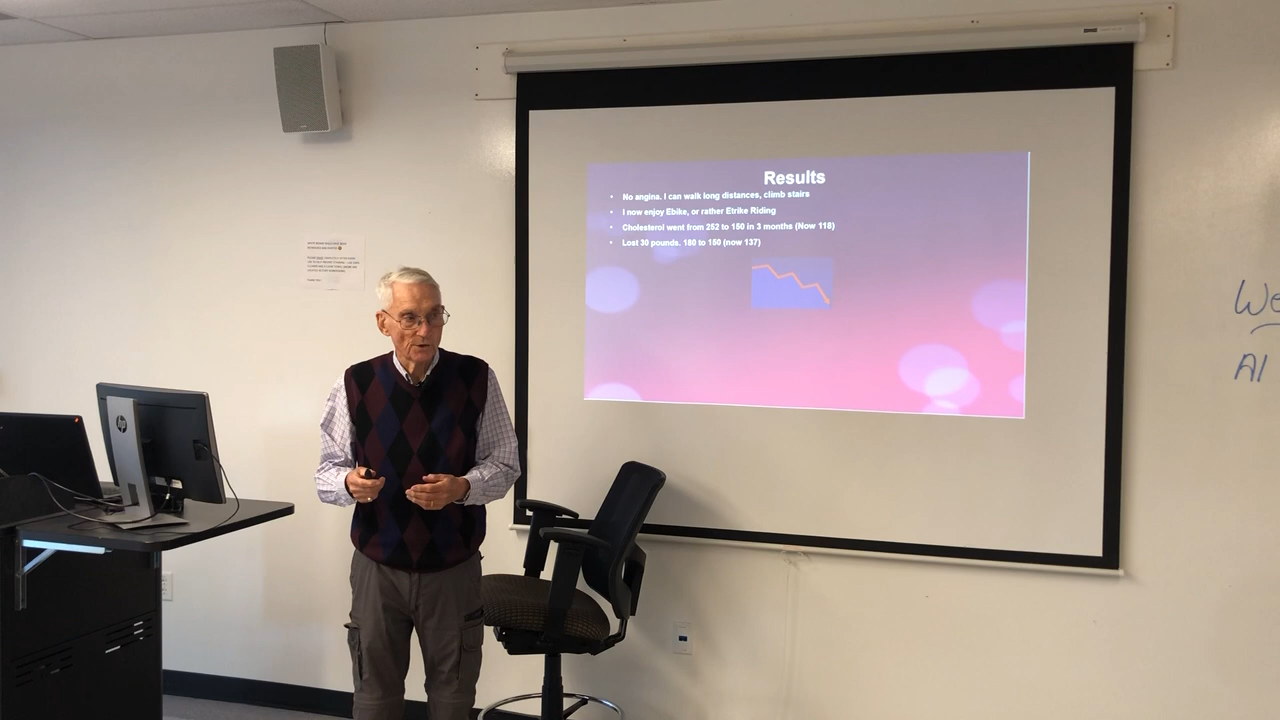 Results
• No angina. I can walk long distances, climb stairs
• I now enjoy Ebike, or rather Etrike Riding
• Cholesterol went from 252 to 150 in 3 months (Now 118)
• Lost 30 pounds. 180 to 150 (now 137)
We
AI
hp